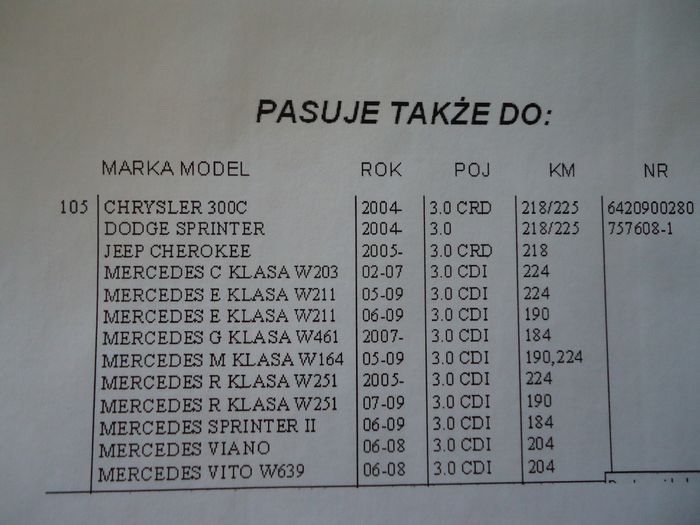 PASUJE TAKŻE DO:
MARKA MODEL ROK POJ KM NR
105 CHRYSLER 300C 2004- 3.0 CRD 218/225 6420900280
DODGE SPRINTER 2004- 3.0 218/225 757608-1
JEEP CHEROKEE 2005- 3.0 CRD 218
MERCEDES C KLASA W203 02-07 3.0 CDI 224
MERCEDES E KLASA W211 05-09 3.0 CDI 224
MERCEDES E KLASA W211 06-09 3.0 CDI 190
MERCEDES G KLASA W461 2007- 3.0 CDI 184
MERCEDES M KLASA W164 05-09 3.0 CDI 190,224
MERCEDES R KLASA W251 2005- 3.0 CDI 224
MERCEDES R KLASA W251 07-09 3.0 CDI 190
MERCEDES SPRINTER II 06-09 3.0 CDI 184
MERCEDES VIANO 06-08 3.0 CDI 204
MERCEDES VITO W639 06-08 3.0 CDI 204